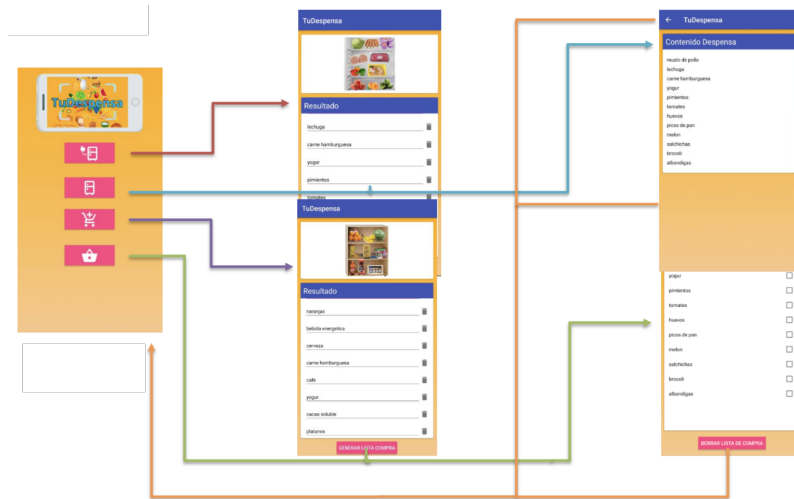 TuDespensa
TuDespensa
Resultado
lechuga
carne hamburguesa
yogur
pimientos
tomates
TuDespensa
Resultado
naranjas
bebida energetica
cerveza
carne hamburguesa
cafe
yogur
cacao soluble
platanos
GENERAR LISTA COMPRA
TuDespensa
Contenido Despensa
muslo de pollo
lechuga
carne hamburguesa
yogur
pimientos
tomates
huevos
picos de pan
melon
salchichas
brocoli
albondigas
yogur
pimientos
tomates
huevos
picos de pan
melon
salchichas
brocoli
albondigas
BORRAR LISTA DE COMPRA